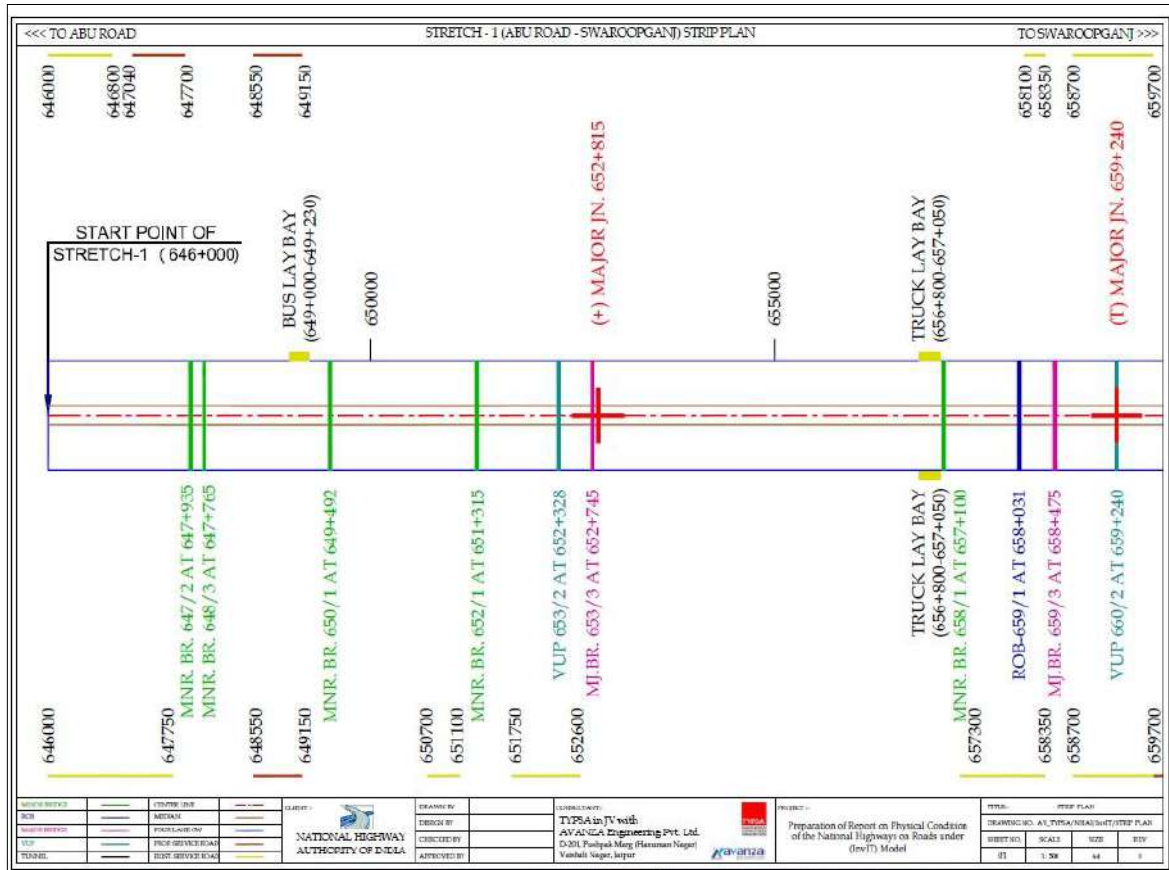 <<< TO ABU ROAD
STRETCH - 1 (ABU ROAD - SWAROOPGANJ) STRIP PLAN
TO SWAROOPGANJ >>>
646000
646800
647040
647700
648550
649150
658100
658350
658700
659700
START POINT OF
STRETCH-1 (646+000)
BUS LAY BAY
(649+000-649+230)
650000
(+) MAJOR JN. 652+815
655000
TRUCK LAY BAY
(656+800-657+050)
(T) MAJOR JN. 659+240
MNR. BR. 647/2 AT 647+935
MNR. BR. 648/3 AT 647+765
MNR. BR. 650/1 AT 649+492
MNR. BR. 652/1 AT 651+315
VUP 653/2 AT 652+328
MJ.BR. 653/3 AT 652+745
TRUCK LAY BAY
(656+800-657+050)
MNR. BR. 658/1 AT 657+100
ROB-659/1 AT 658+031
MJ.BR. 659/3 AT 658+475
VUP 660/2 AT 659+240
646000
647750
648550
649150
650700
651100
651750
652600
657300
658350
658700
659700
MINOR BRIDGE
ROB
MAJOR BRIDGE
VUP
TUNNEL
CENTRE LINE
MEDIAN
FOUR LANE CW
PROP. SERVICE ROAD
EXIST. SERVICE ROAD
CLIENT :-
NATIONAL HIGHWAY
AUTHORITY OF INDIA
DRAWN BY
DESIGN BY
CHECKED BY
APPROVED BY
CONSULTANT:-
TYPSA in JV with
AVANZA Engineering Pvt. Ltd.
D-201, Pushpak Marg (Hanuman Nagar)
Vaishali Nagar, Jaipur
TYPSA
avanza
PROJECT :-
Preparation of Report on Physical Condition
of the National Highways on Roads under
(InvIT) Model
TITLE:- STRIP PLAN
DRAWING NO. AV_TYPSA/NHAI/InvIT/STRIP PLAN
SHEET NO. SCALE SIZE REV
01
A4